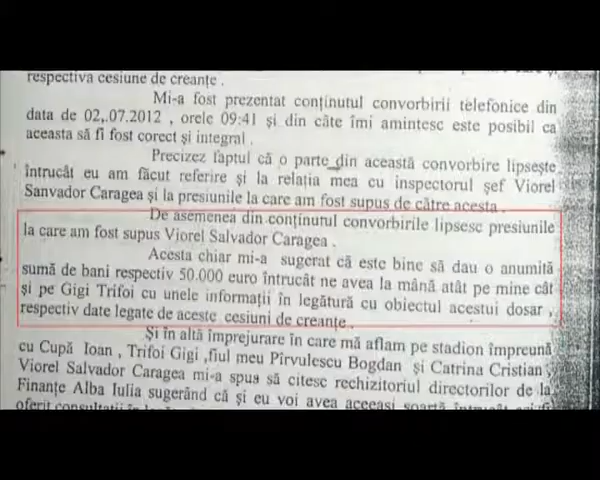 respectiva cesiune de creanțe .
Mi-a fost prezentat conținutul convorbirii telefonice din
data de 02,.07.2012 , orele 09:41 și din câte îmi amintesc este posibil ca
aceasta să fi fost corect și integral .
Precizez faptul că o parte din această convorbire lipsește
întrucât eu am făcut referire și la relația mea cu inspectorul șef Viorel
Sanvador Caragea și la presiunile la care am fost supus de către acesta .
De asemenea din conținutul convorbirile lipsesc presiunile
la care am fost supus Viorel Salvador Caragea .
Acesta chiar mi-a sugerat că este bine să dau o anumită
sumă de bani respectiv 50.000 euro întrucât ne avea la mână atât pe mine cât
și pe Gigi Trifoi cu unele informații în legătură cu obiectul acestui dosar ,
respectiv date legate de aceste cesiuni de creanțe .
Și în altă împrejurare în care mă aflam pe stadion împreună
cu Cupă Ioan , Trifoi Gigi ,fiul meu Pîrvulescu Bogdan și Catrina Cristian ,
Viorel Salvador Caragea mi-a spus să citesc rechizitoriul directorilor de la
Finanțe Alba Iulia sugerând că și eu voi avea aceeași soartă întrucât
oferit consultații în